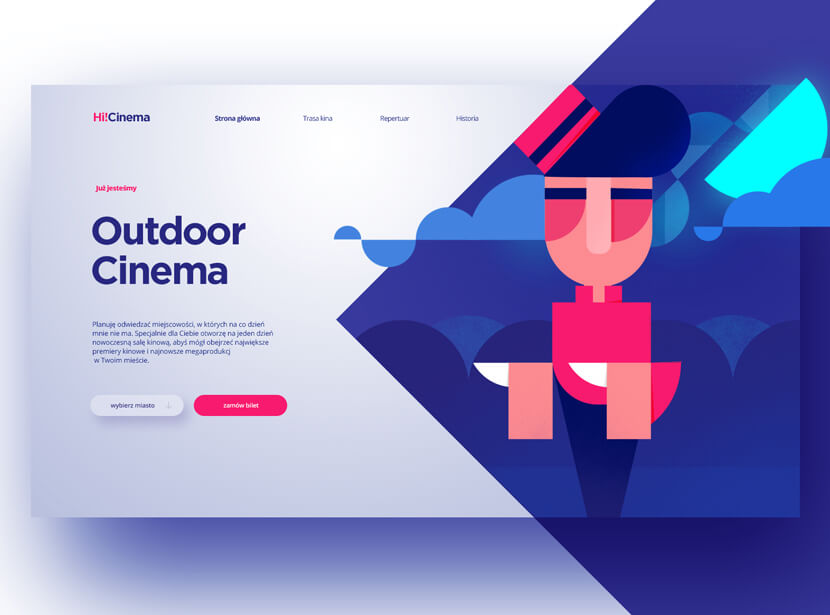 Hi!Cinema
Strona główna
Trasa kina
Repertuar
Historia
Już jesteśmy
Outdoor
Cinema
Planuję odwiedzać miejscowości, w których na co dzień
mnie nie ma. Specjalnie dla Ciebie otworzę na jeden dzień
nowoczesną salę kinową, abyś mógł obejrzeć największe
premiery kinowe i najnowsze megaprodukcj
w Twoim mieście.
wybierz miasto
zamów bilet